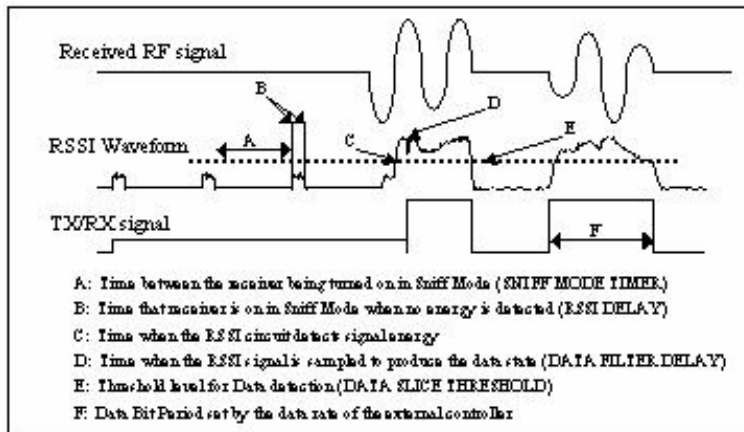 Received RF signal
B
D
A
C
E
RSSI Waveform
TX/RX signal
F
A: Time between the receiver being turned on in Sniff Mode (SNIFF MODE TIMER)
B: Time that receiver is on in Sniff Mode when no energy is detected (RSSI DELAY)
C: Time when the RSSI circuit detects signal energy
D: Time when the RSSI signal is sampled to produce the data state (DATA FILTER DELAY)
E: Threshold level for Data detection (DATA SLICE THRESHOLD)
F: Data Bit Period set by the data rate of the external controller